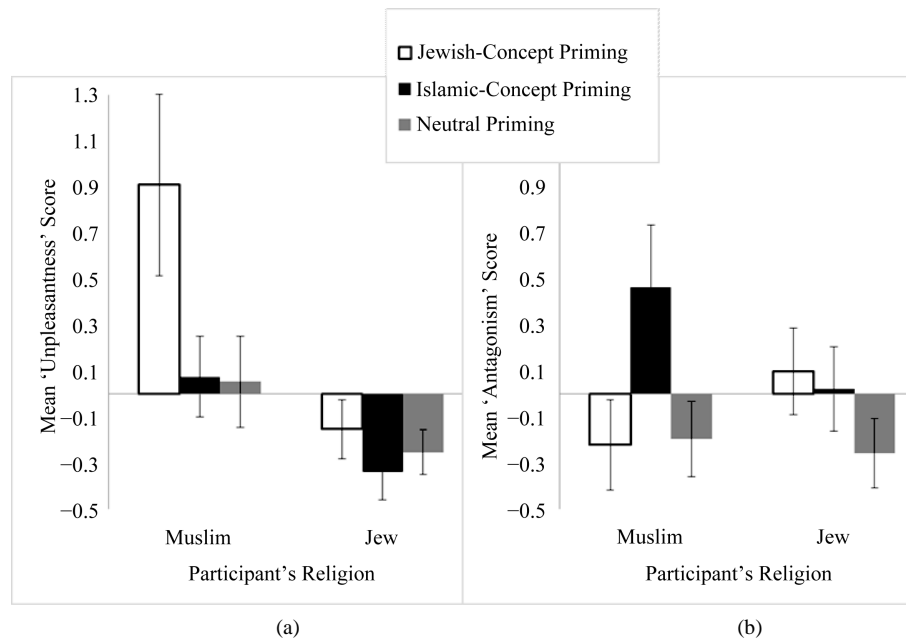 Jewish-Concept Priming
Islamic-Concept Priming
Neutral Priming
Mean ‘Unpleasantness’ Score
1.3
1.1
0.9
0.7
0.5
0.3
0.1
−0.1
−0.3
−0.5
Muslim Jew
Participant’s Religion
(a)
Mean ‘Antagonism’ Score
0.9
0.7
0.5
0.3
0.1
−0.1
−0.3
−0.5
Muslim Jew
Participant’s Religion
(b)